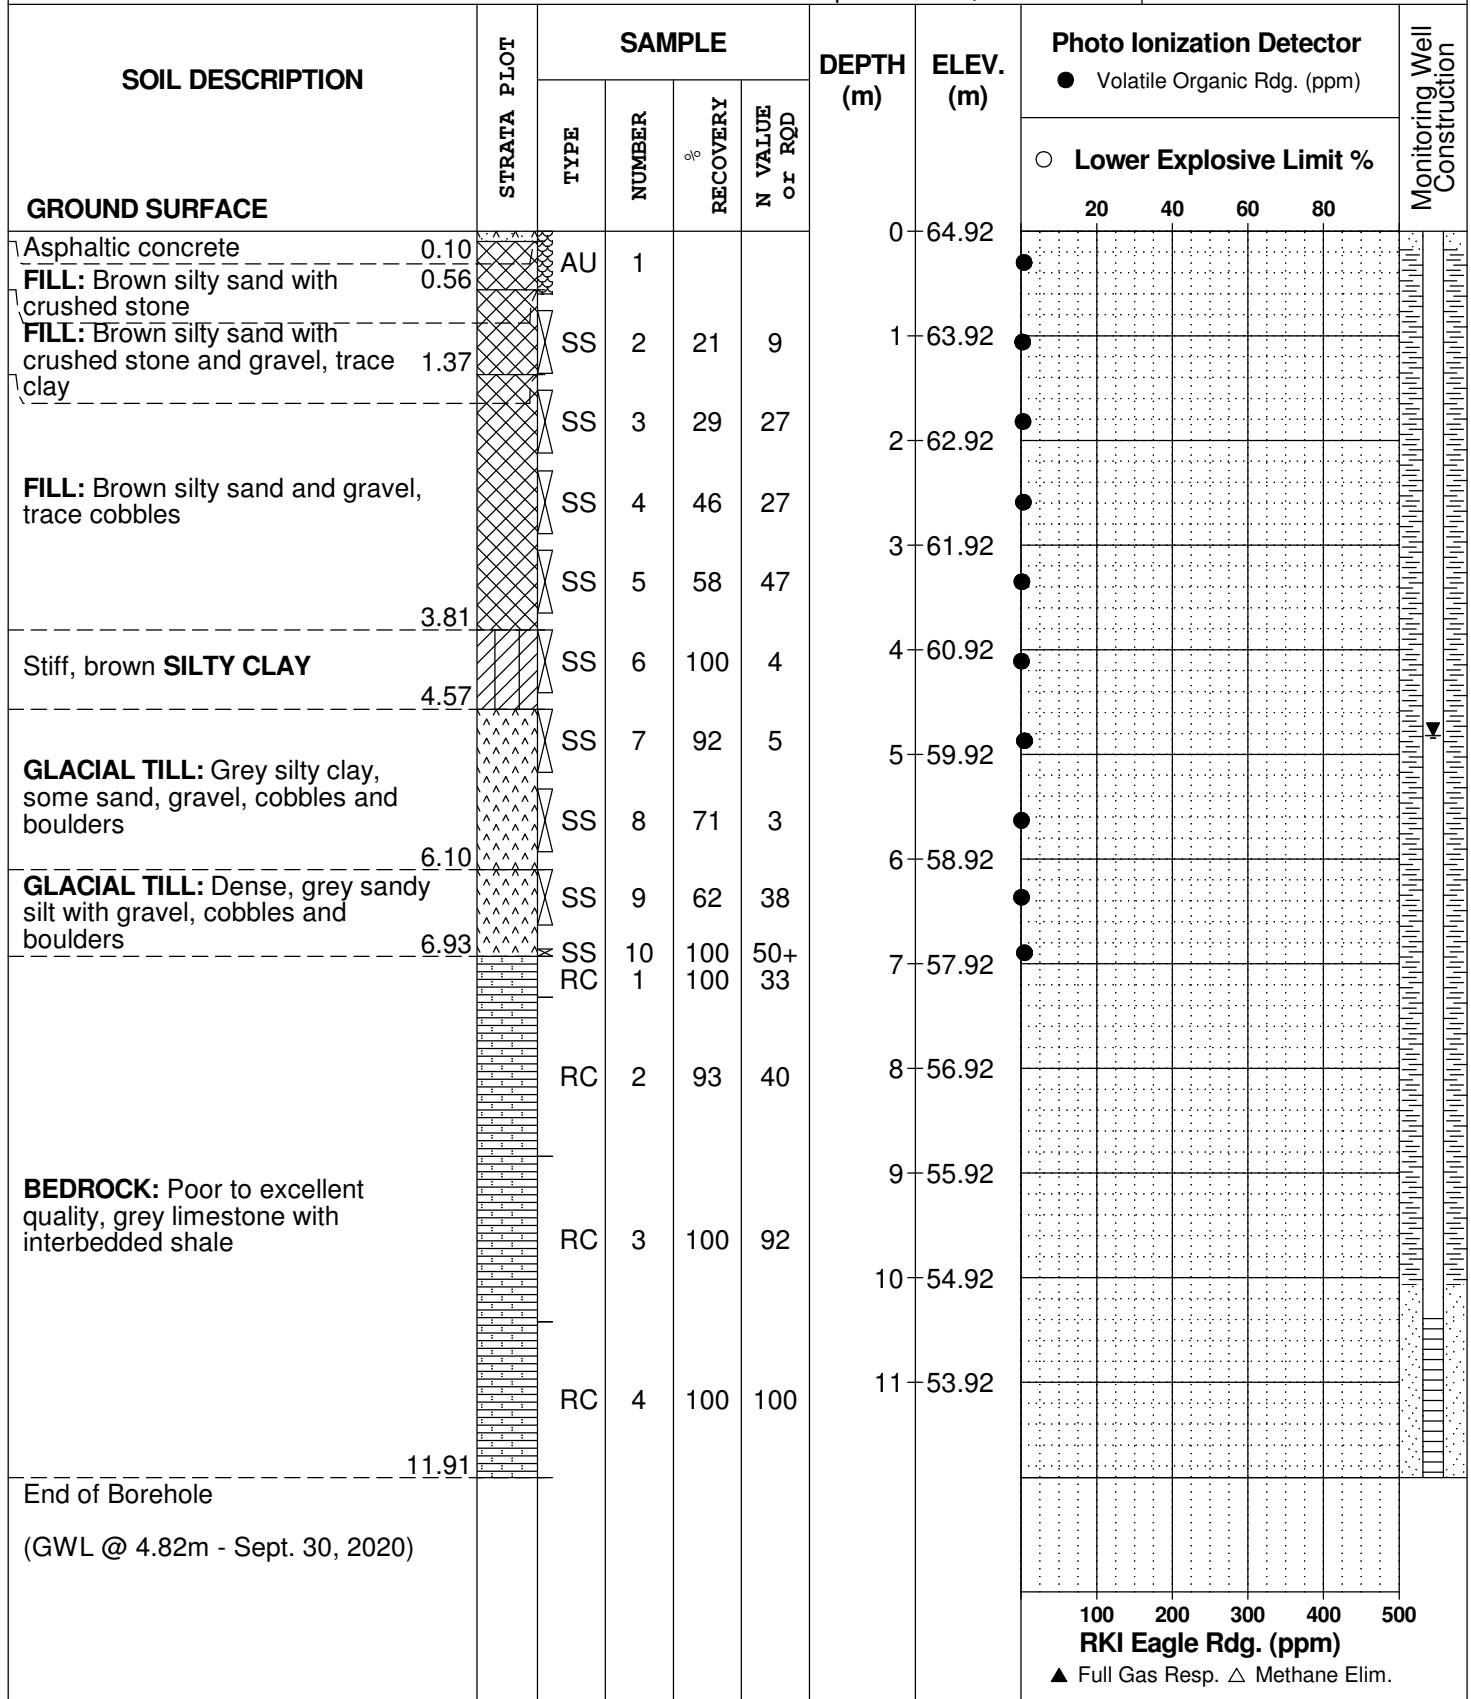 SOIL DESCRIPTION
GROUND SURFACE
STRATA PLOT
SAMPLE
TYPE
NUMBER
%
RECOVERY
N VALUE
or RQD
DEPTH
(m)
ELEV.
(m)
Photo Ionization Detector
● Volatile Organic Rdg. (ppm)
○ Lower Explosive Limit %
20 40 60 80
Monitoring Well
Construction
0 64.92
Asphaltic concrete 0.10
AU 1
FILL: Brown silty sand with 0.56
crushed stone
FILL: Brown silty sand with
crushed stone and gravel, trace 1.37
clay
SS 2 21 9
1 63.92
SS 3 29 27
2 62.92
FILL: Brown silty sand and gravel,
trace cobbles
SS 4 46 27
3 61.92
SS 5 58 47
3.81
Stiff, brown SILTY CLAY
SS 6 100 4
4 60.92
4.57
SS 7 92 5
5 59.92
GLACIAL TILL: Grey silty clay,
some sand, gravel, cobbles and
boulders
SS 8 71 3
6.10
6 58.92
GLACIAL TILL: Dense, grey sandy
silt with gravel, cobbles and
boulders 6.93
SS 9 62 38
SS 10 100 50+
7 57.92
RC 1 100 33
RC 2 93 40
8 56.92
9 55.92
BEDROCK: Poor to excellent
quality, grey limestone with
interbedded shale
RC 3 100 92
10 54.92
11 53.92
RC 4 100 100
11.91
End of Borehole
(GWL @ 4.82m - Sept. 30, 2020)
100 200 300 400 500
RKI Eagle Rdg. (ppm)
▲ Full Gas Resp. △ Methane Elim.